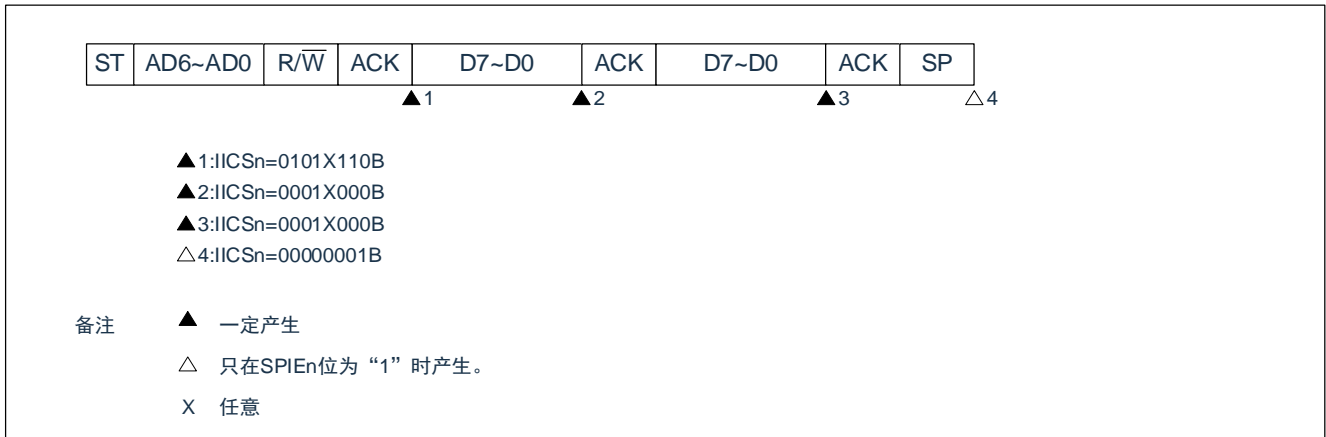 ST AD6~AD0 R/W̅ ACK D7~D0 ACK D7~D0 ACK SP
▲1 ▲2 ▲3 △4
▲1:IICSn=0101X110B
▲2:IICSn=0001X000B
▲3:IICSn=0001X000B
△4:IICSn=00000001B
备注 ▲ 一定产生
△ 只在SPIEn位为“1”时产生。
X 任意